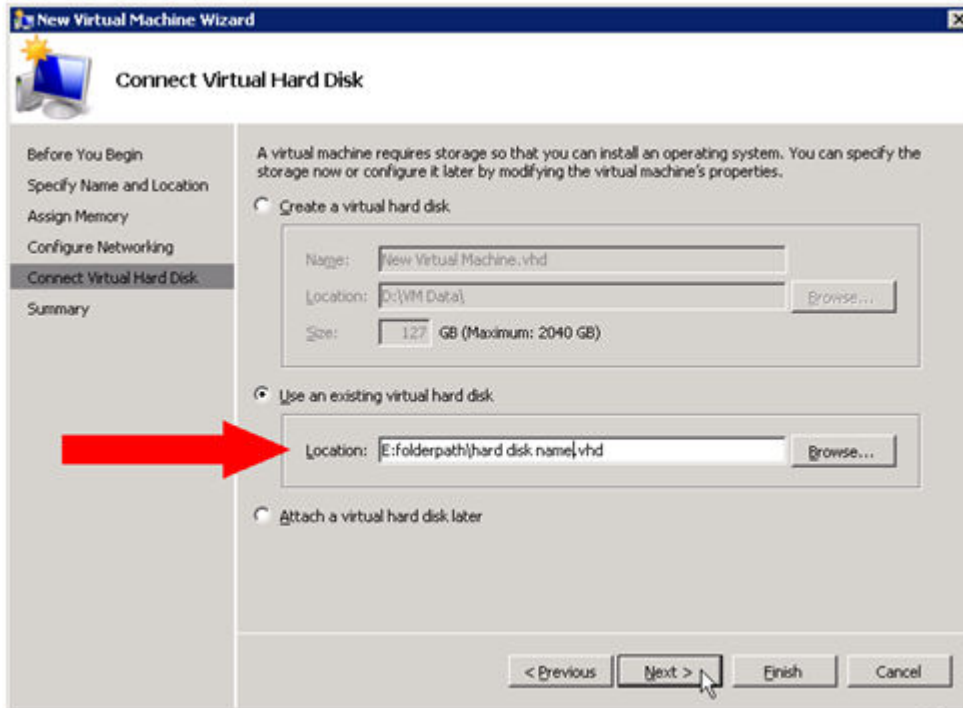 New Virtual Machine Wizard
Connect Virtual Hard Disk
Before You Begin
Specify Name and Location
Assign Memory
Configure Networking
Connect Virtual Hard Disk
Summary
A virtual machine requires storage so that you can install an operating system. You can specify the
storage now or configure it later by modifying the virtual machine's properties.
Create a virtual hard disk
Name: New Virtual Machine.vhd
Location: D:\VM Data\ Browse...
Size: 127 GB (Maximum: 2040 GB)
Use an existing virtual hard disk
Location: E:folderpath\hard disk name.vhd Browse...
Attach a virtual hard disk later
< Previous Next > Finish Cancel